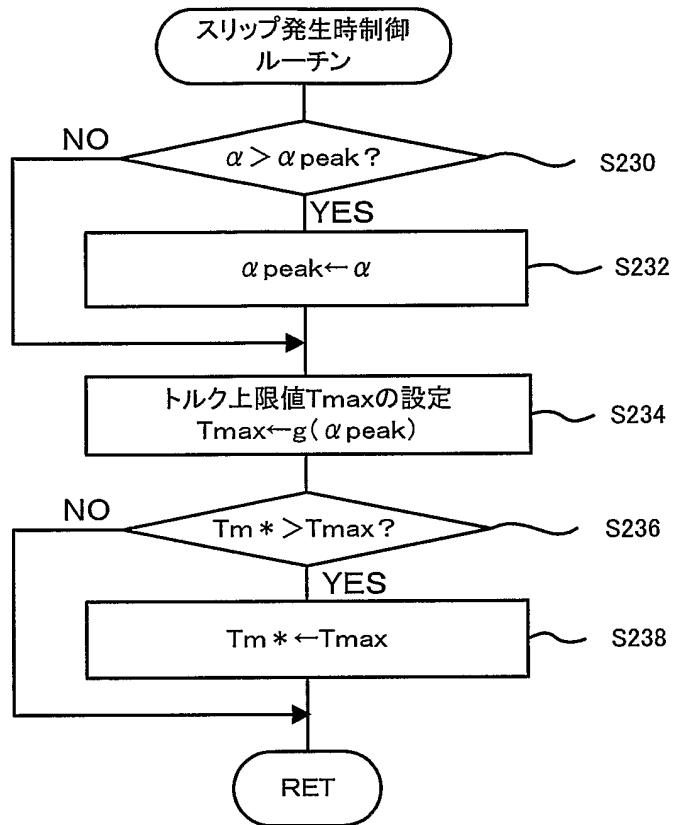 スリップ発生時制御
ルーチン
NO
α>αpeak?
S230
YES
αpeak←α
S232
トルク上限値Tmaxの設定
Tmax←g(αpeak)
S234
NO
Tm*>Tmax?
S236
YES
Tm*←Tmax
S238
RET